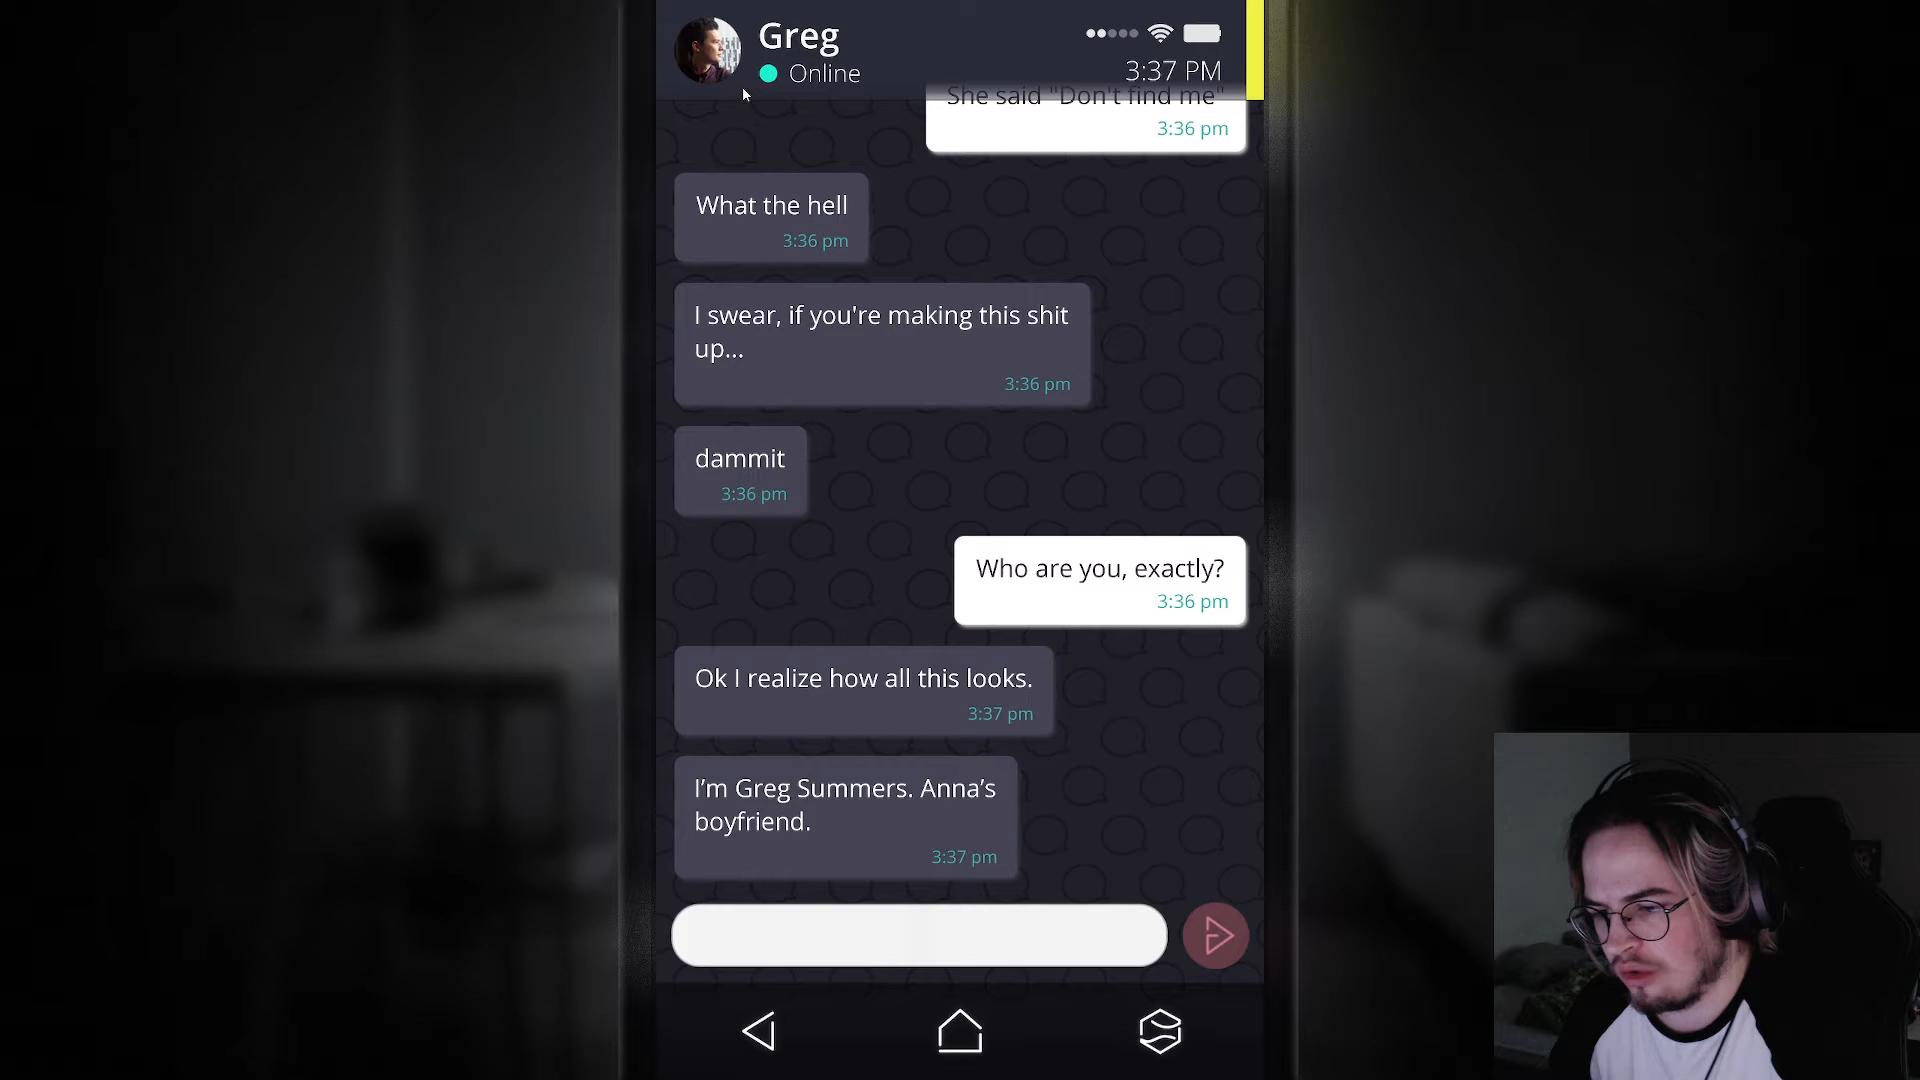 Greg
Online
3:37 PM
She said "Don't find me"
3:36 pm
What the hell
3:36 pm
I swear, if you're making this shit
up...
3:36 pm
dammit
3:36 pm
Who are you, exactly?
3:36 pm
Ok I realize how all this looks.
3:37 pm
I’m Greg Summers. Anna’s
boyfriend.
3:37 pm